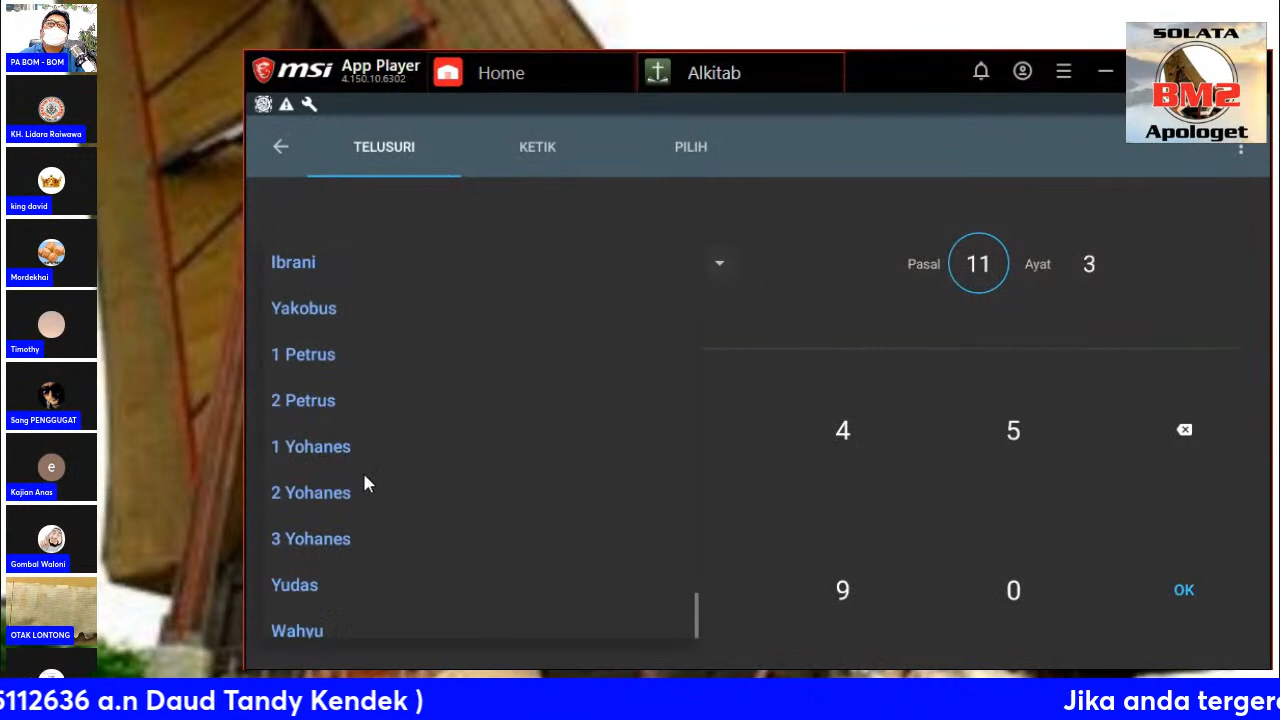 PA BOM - BOM
KH. Lidara Raiwawa
king david
Mordekhai
Timothy
Sang PENGGUGAT
e
Kajian Anas
Gombal Waloni
OTAK LONTONG
msi App Player
4.150.10.6302
Home
Alkitab
SOLATA
BM2
Apologet
TELUSURI
KETIK
PILIH
Ibrani
Yakobus
1 Petrus
2 Petrus
1 Yohanes
2 Yohanes
3 Yohanes
Yudas
Wahyu
Pasal 11 Ayat 3
4 5
9 0 OK
5112636 a.n Daud Tandy Kendek )
Jika anda tergera